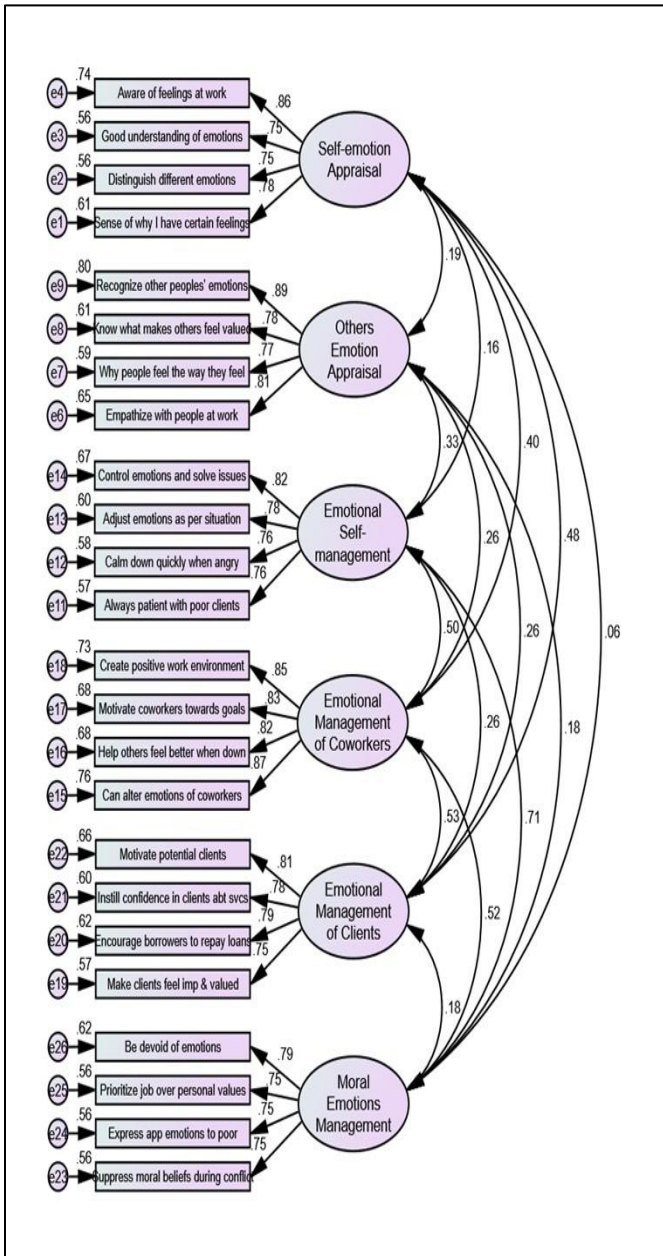 .74
e4
Aware of feelings at work
.86
.56
e3
Good understanding of emotions
.75
.56
e2
Distinguish different emotions
.75
.61
e1
Sense of why I have certain feelings
.78
Self-emotion
Appraisal
.80
e9
Recognize other peoples' emotions
.89
.61
e8
Know what makes others feel valued
.78
.59
e7
Why people feel the way they feel
.77
.65
e6
Empathize with people at work
.81
Others
Emotion
Appraisal
.67
e14
Control emotions and solve issues
.82
.60
e13
Adjust emotions as per situation
.78
.58
e12
Calm down quickly when angry
.76
.57
e11
Always patient with poor clients
.76
Emotional
Self-
management
.73
e18
Create positive work environment
.85
.68
e17
Motivate coworkers towards goals
.83
.68
e16
Help others feel better when down
.82
.76
e15
Can alter emotions of coworkers
.87
Emotional
Management
of Coworkers
.66
e22
Motivate potential clients
.81
.60
e21
Instill confidence in clients abt svcs
.78
.62
e20
Encourage borrowers to repay loans
.79
.57
e19
Make clients feel imp & valued
.75
Emotional
Management
of Clients
.62
e26
Be devoid of emotions
.79
.56
e25
Prioritize job over personal values
.75
.56
e24
Express app emotions to poor
.75
.56
e23
Suppress moral beliefs during conflict
.75
Moral
Emotions
Management
.19
.16
.33
.40
.26
.48
.06
.50
.26
.26
.18
.53
.71
.52
.18